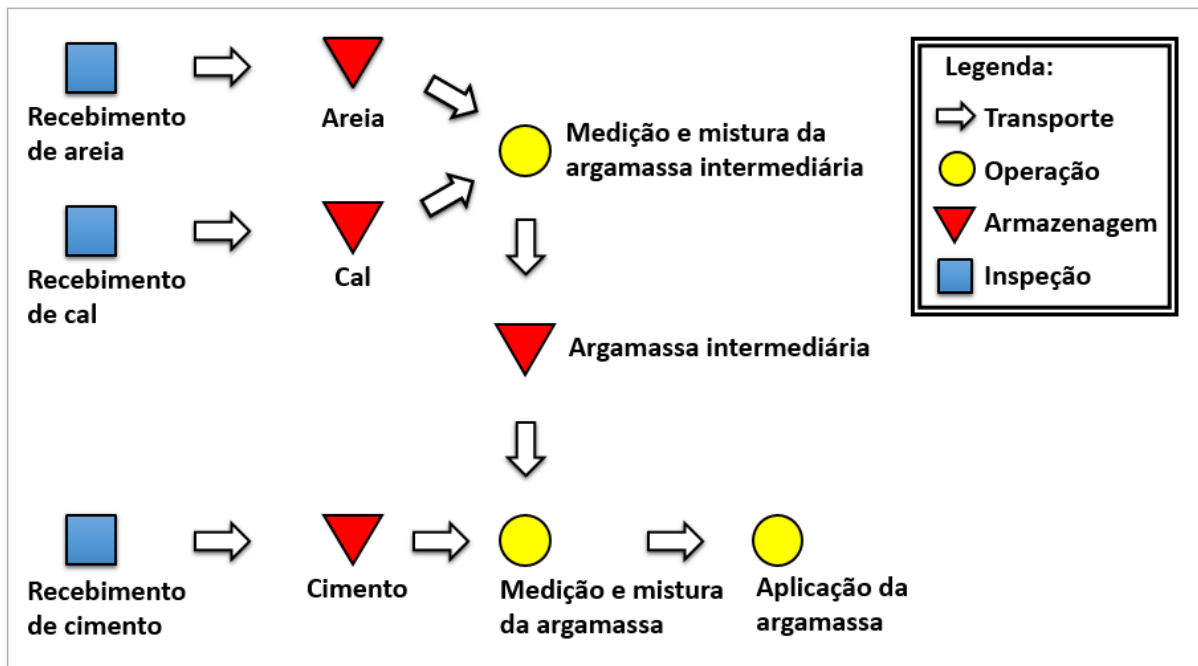 Recebimento
de areia
Areia
Medição e mistura da
argamassa intermediária
Legenda:
Transporte
Operação
Armazenagem
Inspeção
Recebimento
de cal
Cal
Argamassa intermediária
Recebimento
de cimento
Cimento
Medição e mistura
da argamassa
Aplicação da
argamassa